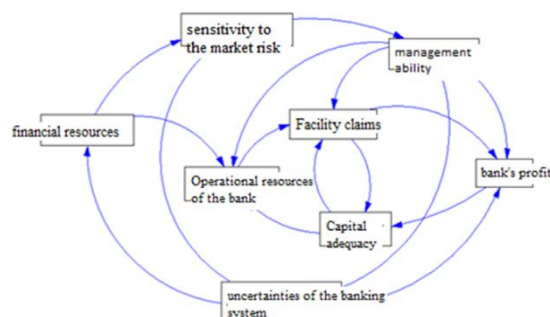 sensitivity to
the market risk
management
ability
financial resources
Facility claims
Operational resources
of the bank
bank's profit
Capital
adequacy
uncertainties of the banking
system